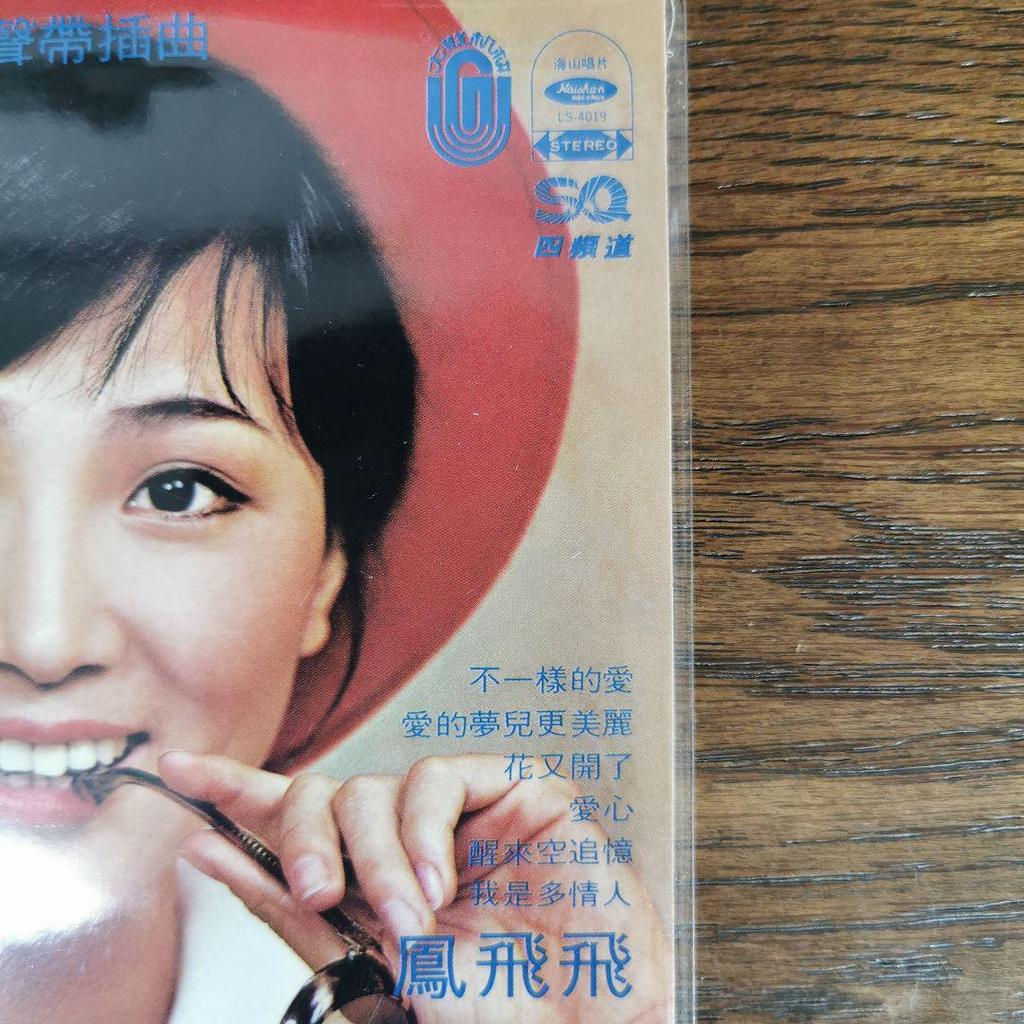 聲帶插曲
海山唱片
Haishan
RECORDS
LS-4019
STEREO
SQ
四頻道
不一樣的愛
愛的夢兒更美麗
花又開了
愛心
醒來空追憶
我是多情人
鳳飛飛